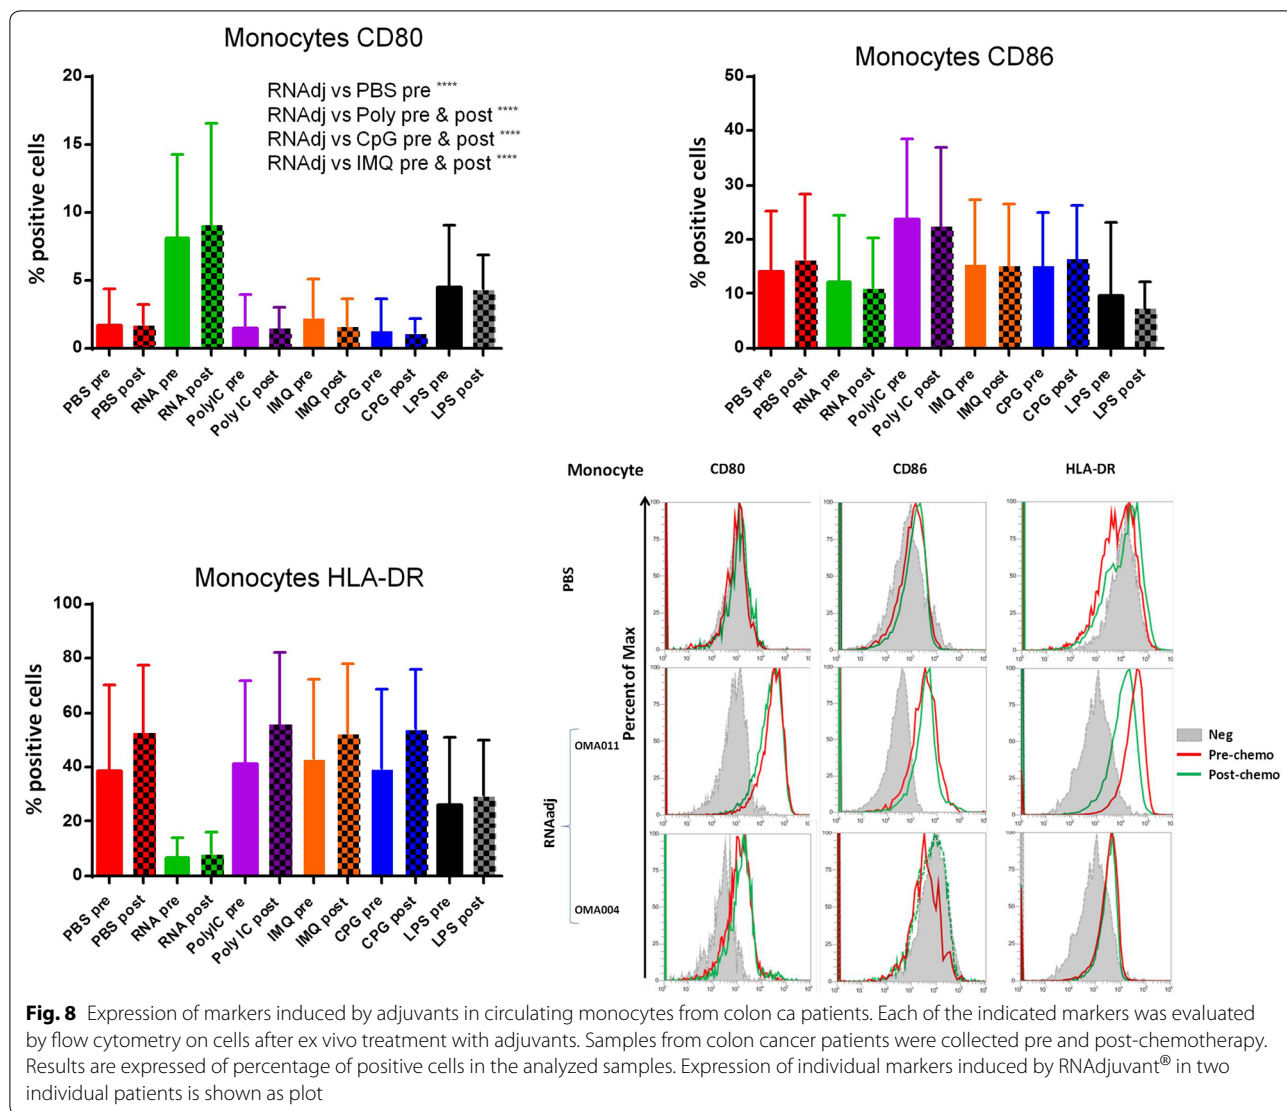 Monocytes CD80
% positive cells
20
15
10
5
0
RNAdj vs PBS pre ****
RNAdj vs Poly pre & post ****
RNAdj vs CpG pre & post ****
RNAdj vs IMQ pre & post ****
PBS pre
PBS post
RNA pre
RNA post
PolyIC pre
Poly IC post
IMQ pre
IMQ post
CPG pre
CPG post
LPS pre
LPS post
Monocytes CD86
% positive cells
50
40
30
20
10
0
PBS pre
PBS post
RNA pre
RNA post
PolyIC pre
Poly IC post
IMQ pre
IMQ post
CPG pre
CPG post
LPS pre
LPS post
Monocytes HLA-DR
% positive cells
100
80
60
40
20
0
PBS pre
PBS post
RNA pre
RNA post
PolyIC pre
Poly IC post
IMQ pre
IMQ post
CPG pre
CPG post
LPS pre
LPS post
Monocyte
CD80
CD86
HLA-DR
PBS
RNAadj
OMA011
OMA004
Percent of Max
Neg
Pre-chemo
Post-chemo
Fig. 8 Expression of markers induced by adjuvants in circulating monocytes from colon ca patients. Each of the indicated markers was evaluated
by flow cytometry on cells after ex vivo treatment with adjuvants. Samples from colon cancer patients were collected pre and post-chemotherapy.
Results are expressed of percentage of positive cells in the analyzed samples. Expression of individual markers induced by RNAdjuvant® in two
individual patients is shown as plot